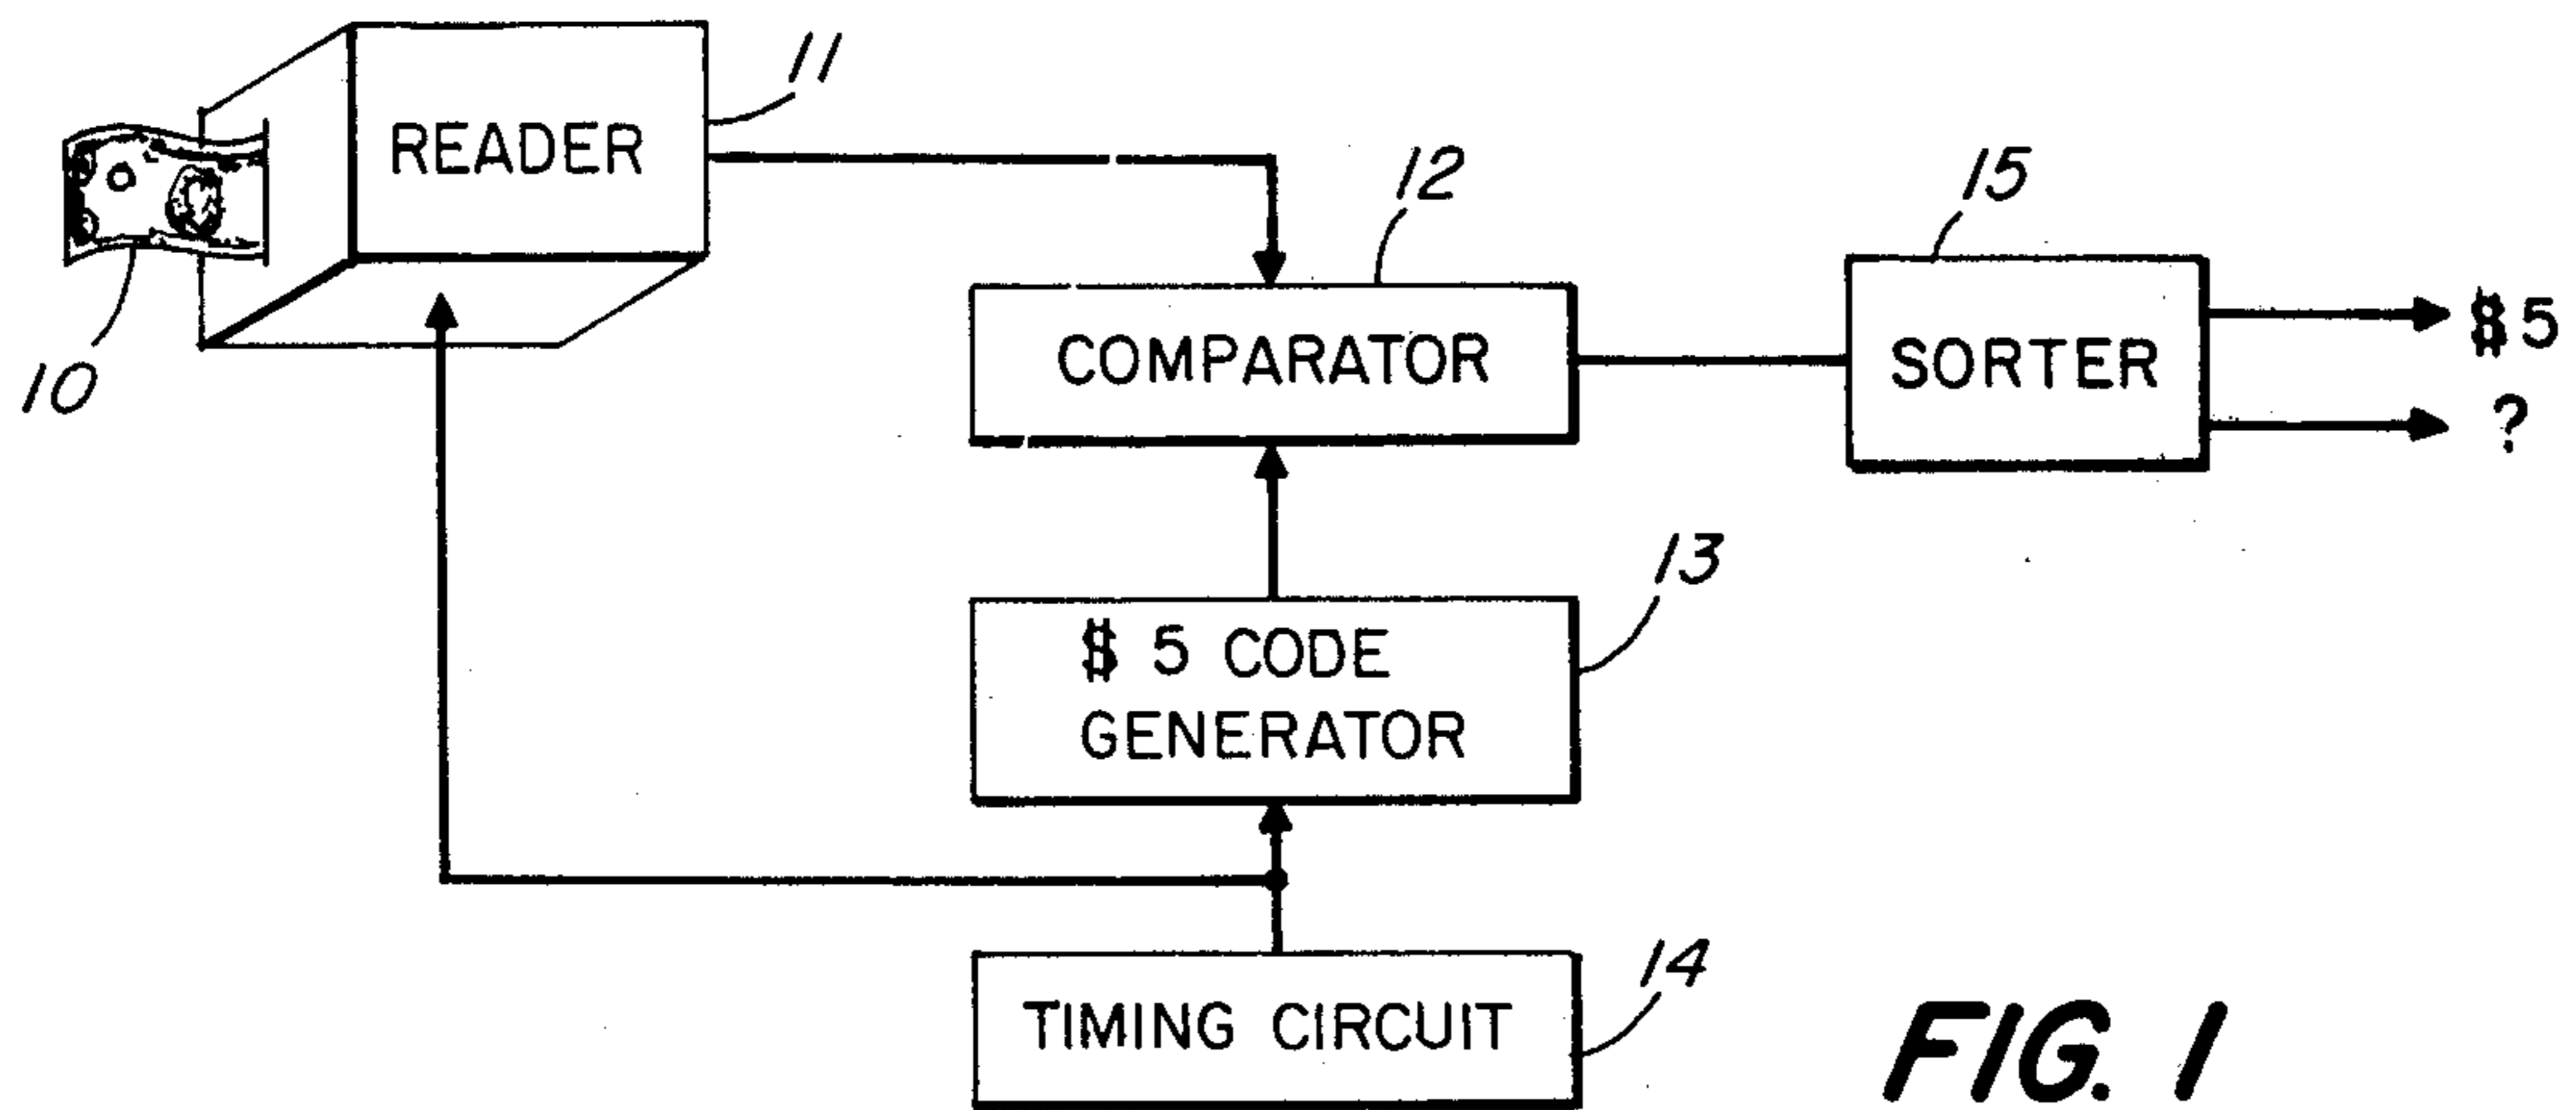 11
READER
10
12
COMPARATOR
15
SORTER
$5
?
13
$ 5 CODE
GENERATOR
14
TIMING CIRCUIT
FIG. 1